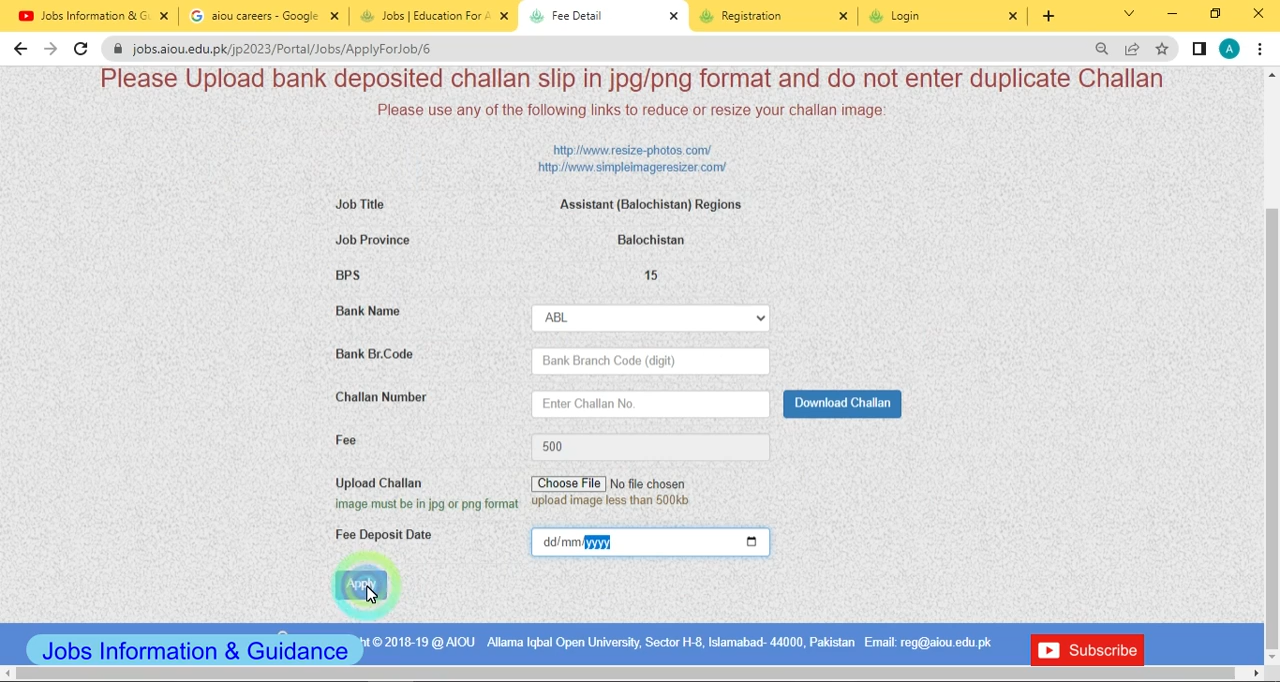 Jobs Information & Gu
aiou careers - Google
Jobs | Education For A
Fee Detail
Registration
Login
jobs.aiou.edu.pk/jp2023/Portal/Jobs/ApplyForJob/6
A
Please Upload bank deposited challan slip in jpg/png format and do not enter duplicate Challan
Please use any of the following links to reduce or resize your challan image:
http://www.resize-photos.com/
http://www.simpleimageresizer.com/
Job Title Assistant (Balochistan) Regions
Job Province Balochistan
BPS 15
Bank Name ABL
Bank Br.Code Bank Branch Code (digit)
Challan Number Enter Challan No. Download Challan
Fee 500
Upload Challan Choose File No file chosen
image must be in jpg or png format upload image less than 500kb
Fee Deposit Date dd/mm/yyyy
Apply
ht © 2018-19 @ AIOU Allama Iqbal Open University, Sector H-8, Islamabad- 44000, Pakistan Email: reg@aiou.edu.pk
Jobs Information & Guidance
Subscribe